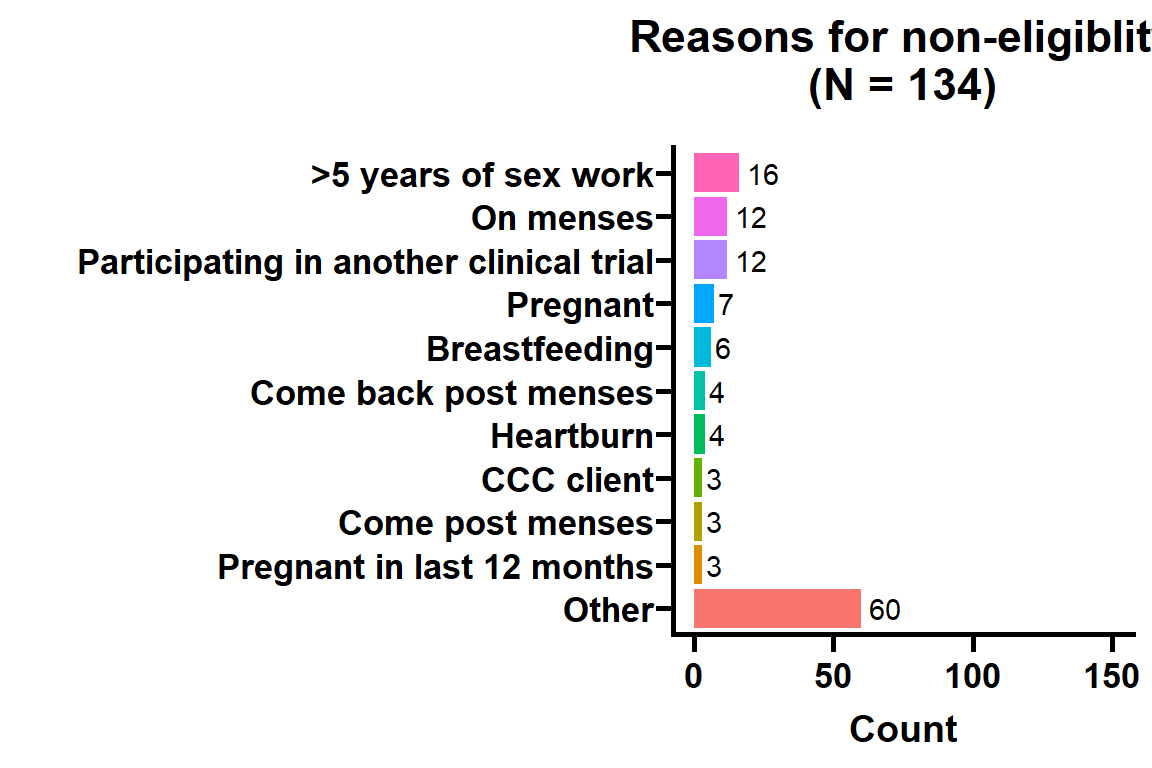 Reasons for non-eligiblit
(N = 134)
>5 years of sex work 16
On menses 12
Participating in another clinical trial 12
Pregnant 7
Breastfeeding 6
Come back post menses 4
Heartburn 4
CCC client 3
Come post menses 3
Pregnant in last 12 months 3
Other 60
0 50 100 150
Count